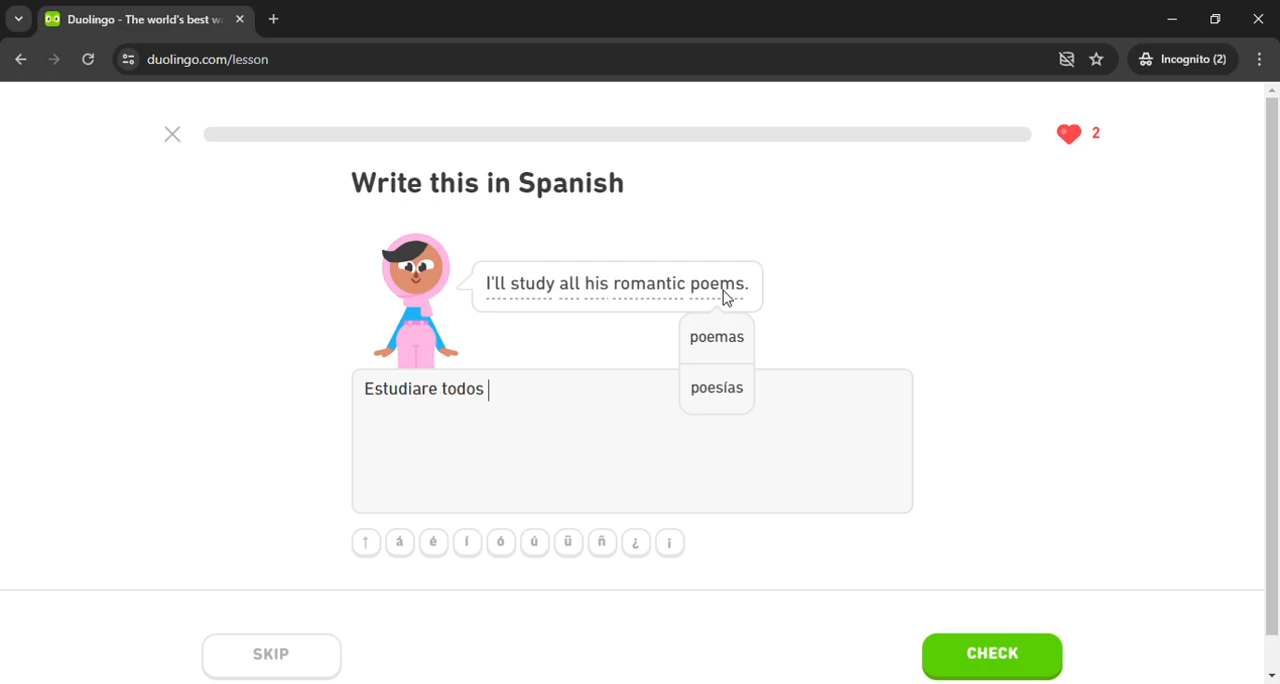 Duolingo - The world's best w
duolingo.com/lesson
Incognito (2)
2
Write this in Spanish
I'll study all his romantic poems.
poemas
poesías
Estudiare todos
↑ á é í ó ú ü ñ ¿ ¡
SKIP
CHECK